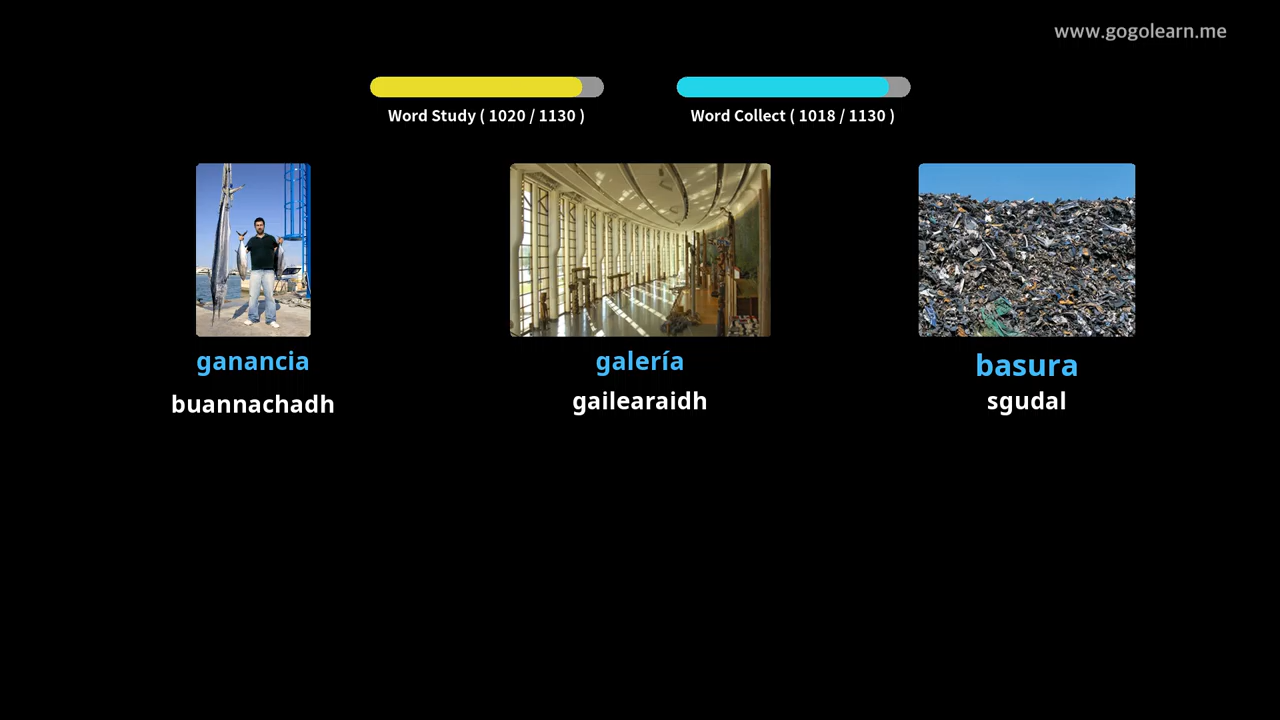 www.gogolearn.me
Word Study ( 1020 / 1130 )
Word Collect ( 1018 / 1130 )
ganancia
buannachadh
galería
gailearaidh
basura
sgudal